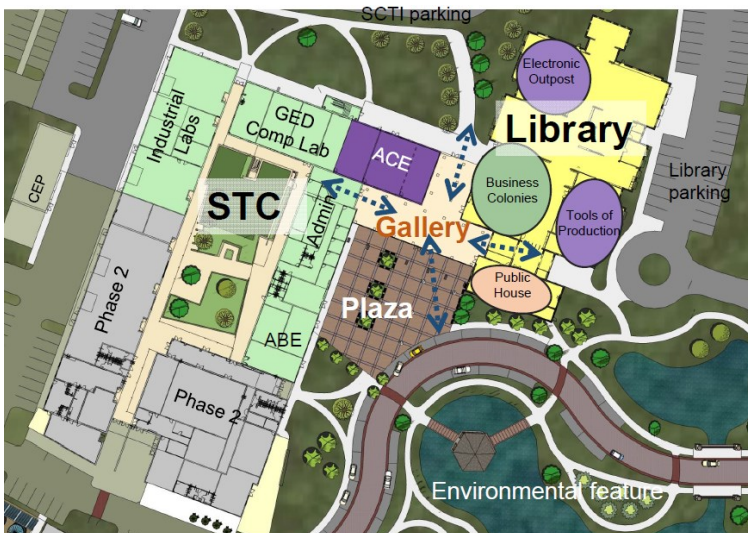 SCTI parking
Electronic
Outpost
Industrial
Labs
GED
Comp Lab
ACE
Library
Library
parking
CEP
STC
Admin
Business
Colonies
Tools of
Production
Gallery
Public
House
Plaza
Phase 2
ABE
Phase 2
Environmental feature